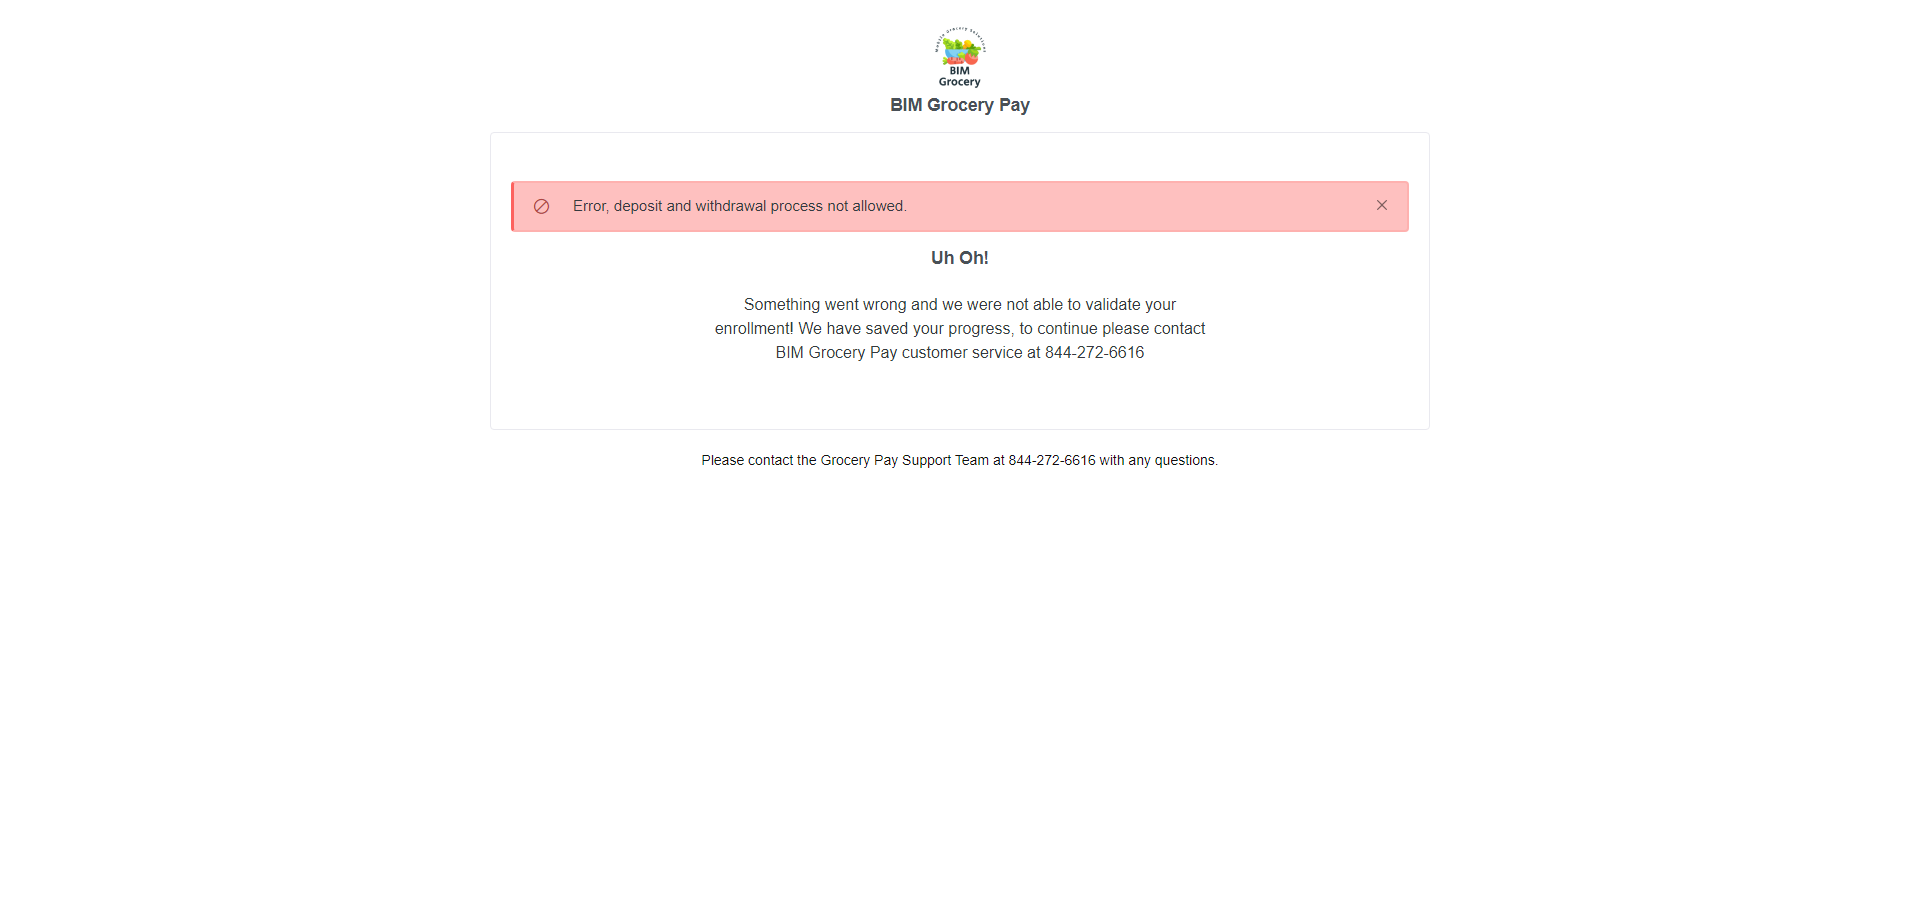 Mobile Grocery Solutions
BIM
Grocery
BIM Grocery Pay
Error, deposit and withdrawal process not allowed.
Uh Oh!
Something went wrong and we were not able to validate your
enrollment! We have saved your progress, to continue please contact
BIM Grocery Pay customer service at 844-272-6616
Please contact the Grocery Pay Support Team at 844-272-6616 with any questions.